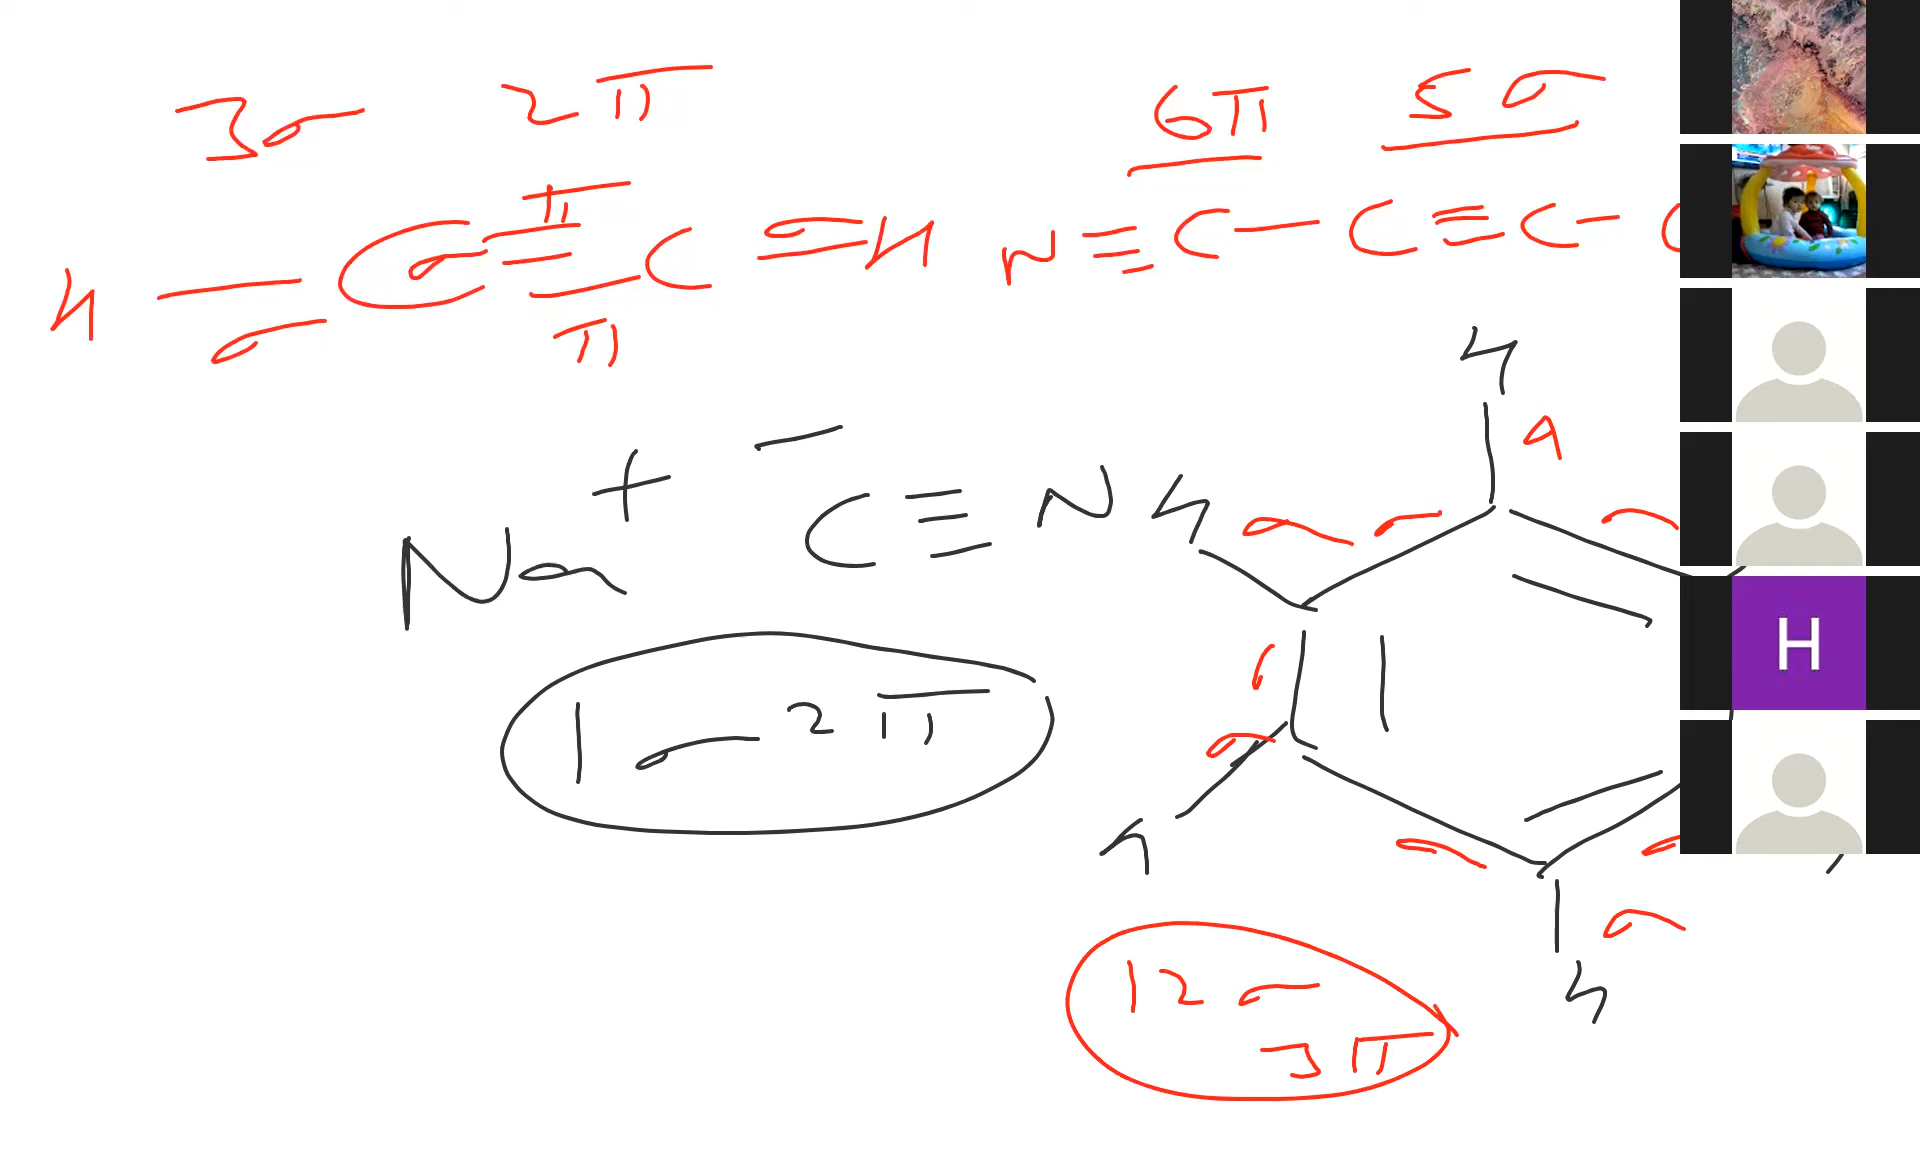 3σ 2π 6π 5σ
π
H — C ≡ C — H N ≡ C — C ≡ C — C
σ σ σ
π
H
Na⁺ ⁻C ≡ N H σ σ σ σ
H
1σ 2π
σ σ
H σ σ
σ
12σ H
3π